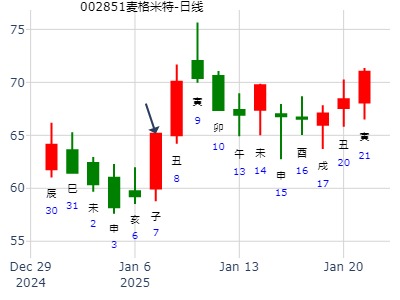 002851麦格米特-日线
75
70
65
60
55
辰
30
巳
31
未
2
申
3
亥
6
子
7
丑
8
寅
9
卯
10
午
13
未
14
申
15
酉
16
戌
17
丑
20
寅
21
Dec 29
2024
Jan 6
2025
Jan 13
Jan 20